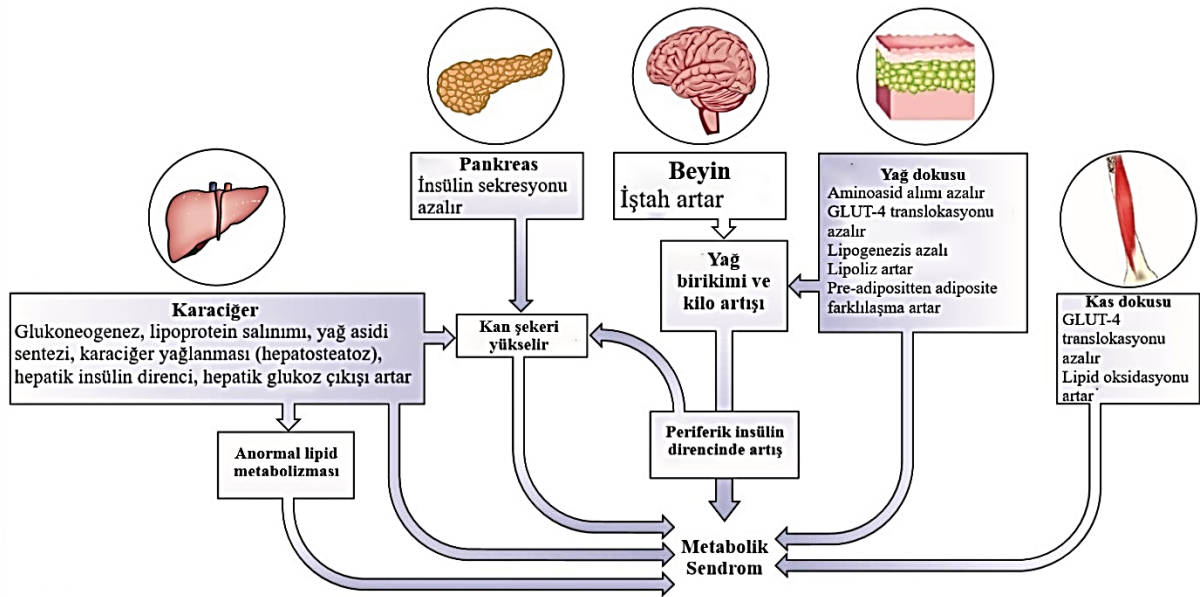 Pankreas
İnsülin sekresyonu
azalır
Beyin
İştah artar
Yağ dokusu
Aminoasid alımı azalır
GLUT-4 translokasyonu
azalır
Lipogenezis azalı
Lipoliz artar
Pre-adipositten adiposite
farklılaşma artar
Karaciğer
Glukoneogenez, lipoprotein salınımı, yağ asidi
sentezi, karaciğer yağlanması (hepatosteatoz),
hepatik insülin direnci, hepatik glukoz çıkışı artar
Kan şekeri
yükselir
Yağ
birikimi ve
kilo artışı
Kas dokusu
GLUT-4
translokasyonu
azalır
Lipid oksidasyonu
artar
Anormal lipid
metabolizması
Periferik insülin
direncinde artış
Metabolik
Sendrom